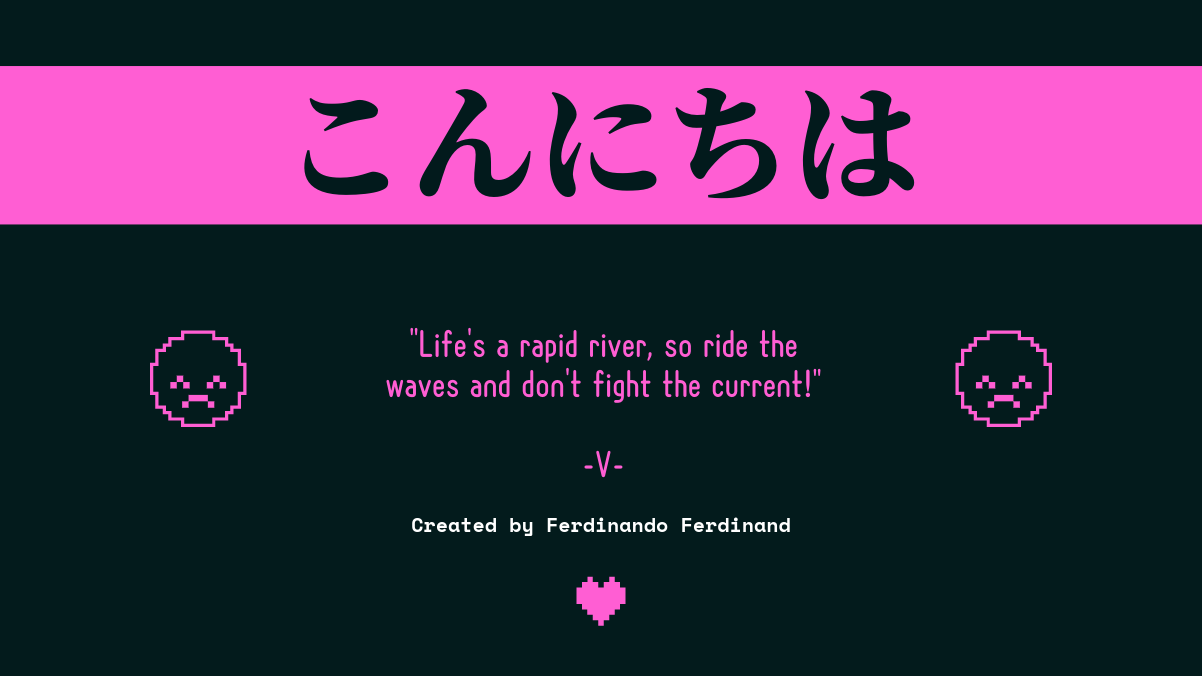 こんにちは
"Life's a rapid river, so ride the
waves and don't fight the current!"
-V-
Created by Ferdinando Ferdinand